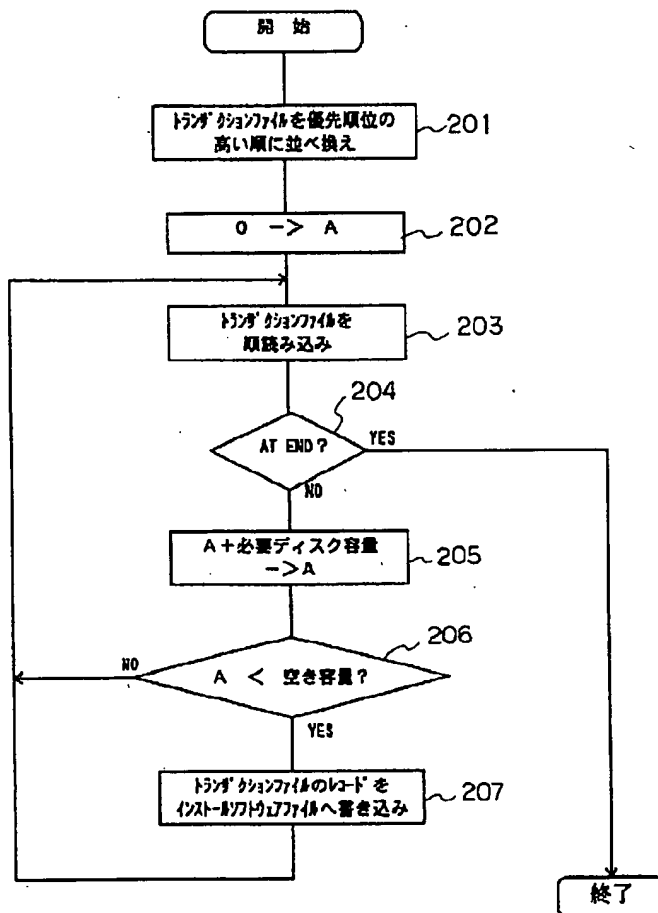 開始
トランザクションファイルを優先順位の
高い順に並べ換え
201
0 -> A
202
トランザクションファイルを
順読み込み
203
204
AT END?
YES
NO
A+必要ディスク容量
->A
205
206
NO
A < 空き容量?
YES
トランザクションファイルのレコードを
インストールソフトウェアファイルへ書き込み
207
終了